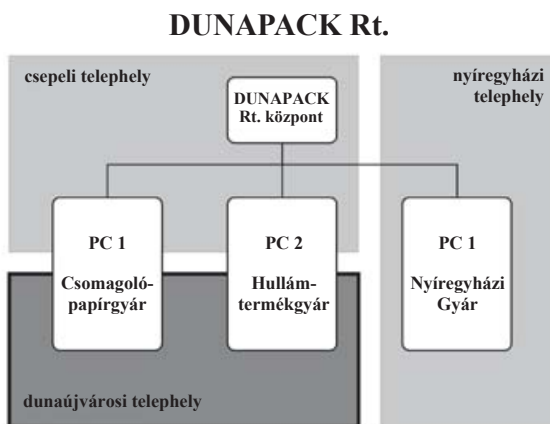 DUNAPACK Rt.
csepeli telephely
nyíregyházi
telephely
DUNAPACK
Rt. központ
PC 1
Csomagoló-
papírgyár
PC 2
Hullám-
termékgyár
PC 1
Nyíregyházi
Gyár
dunaújvárosi telephely